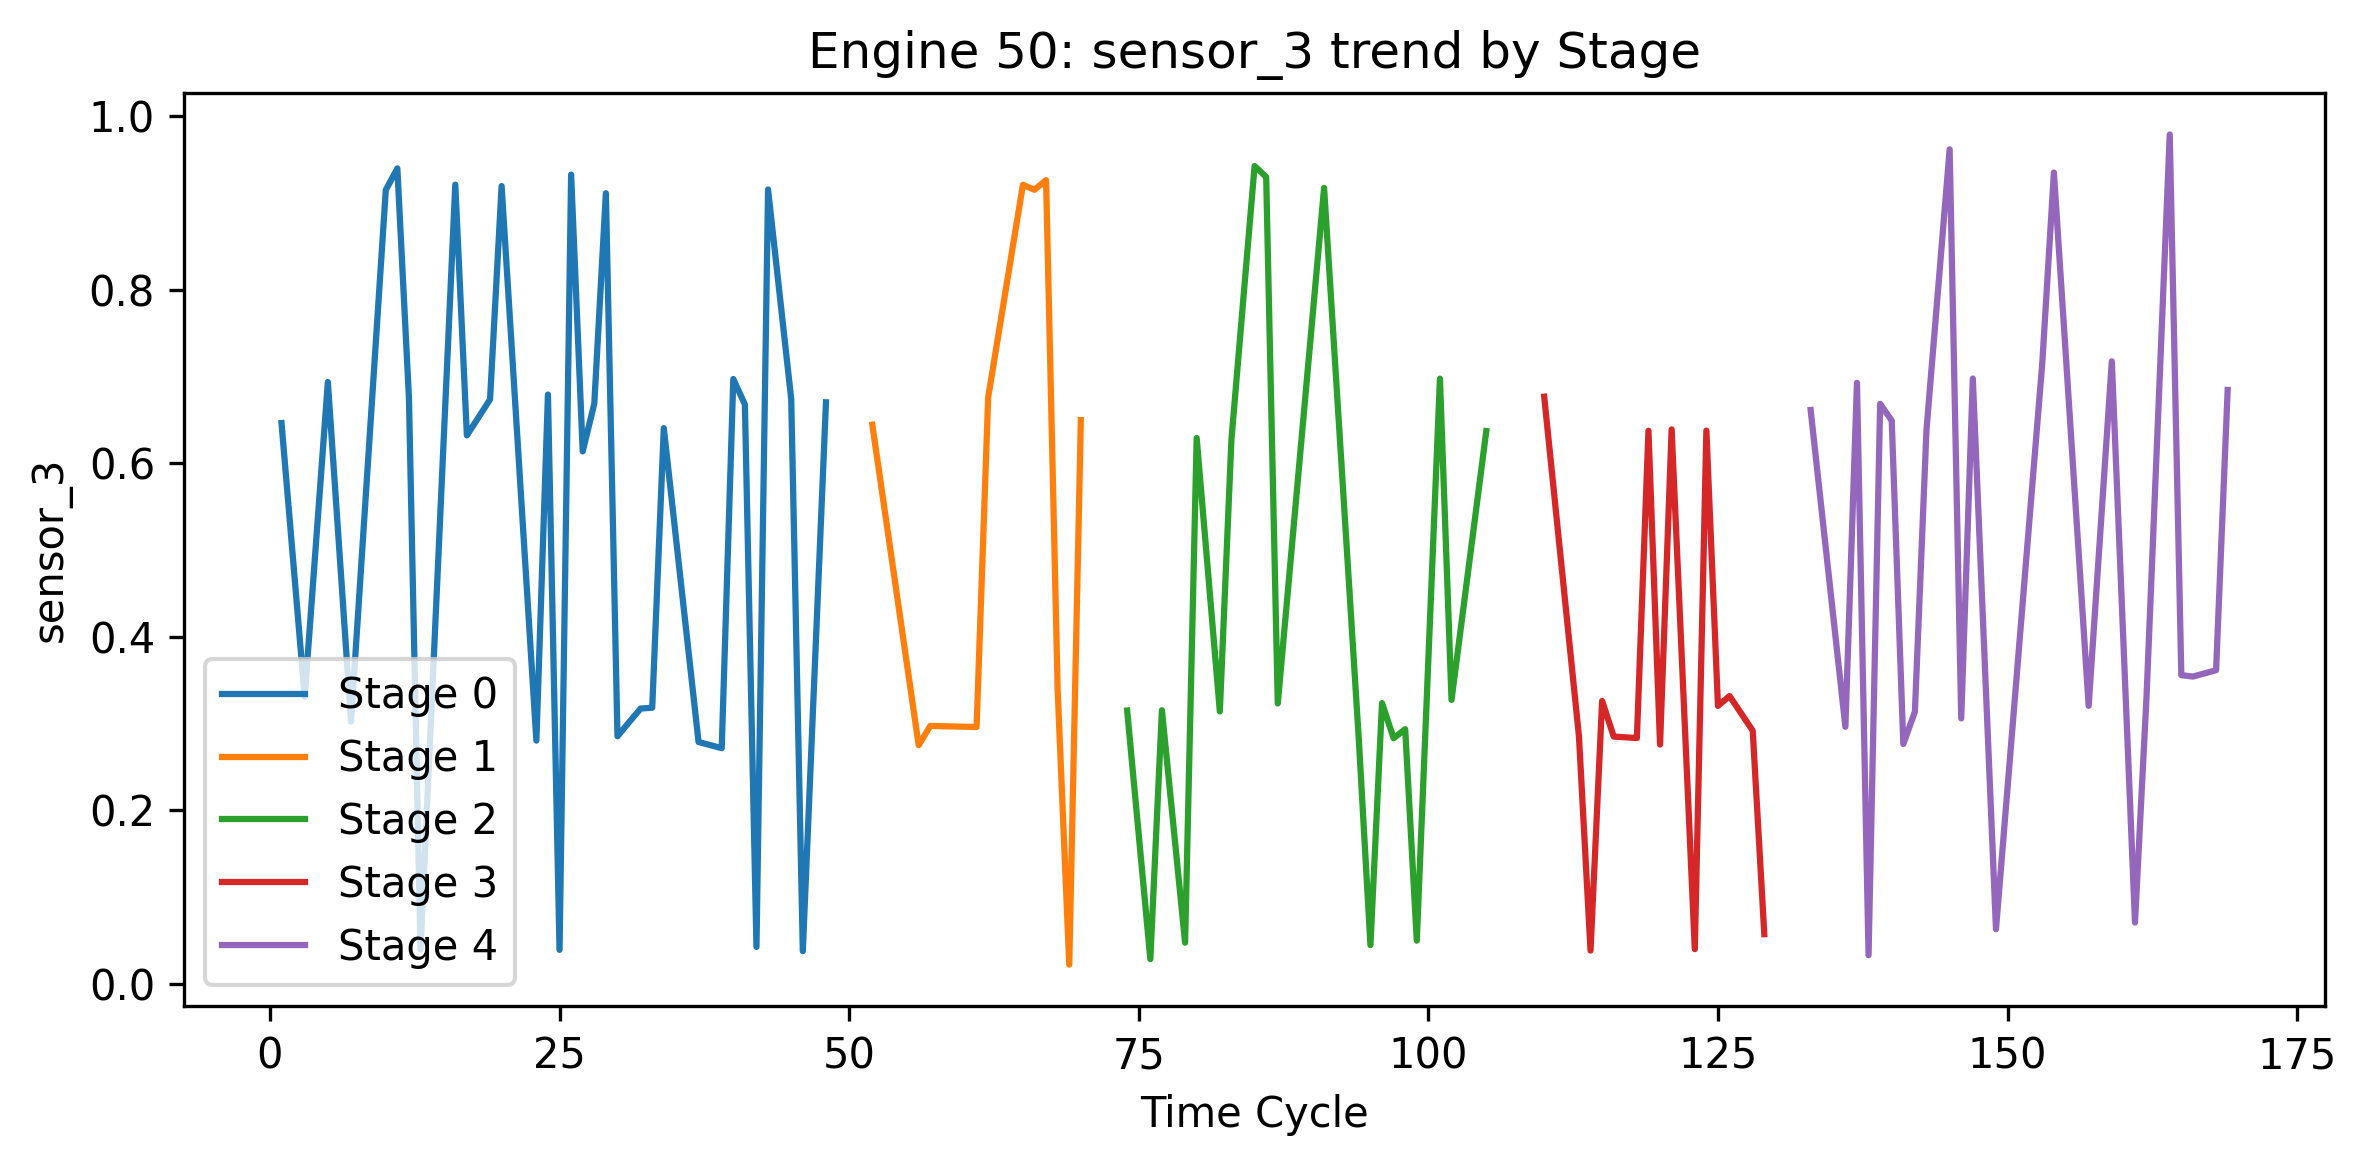 Engine 50: sensor_3 trend by Stage
sensor_3
1.0
0.8
0.6
0.4
0.2
0.0
Stage 0
Stage 1
Stage 2
Stage 3
Stage 4
0 25 50 75 100 125 150 175
Time Cycle